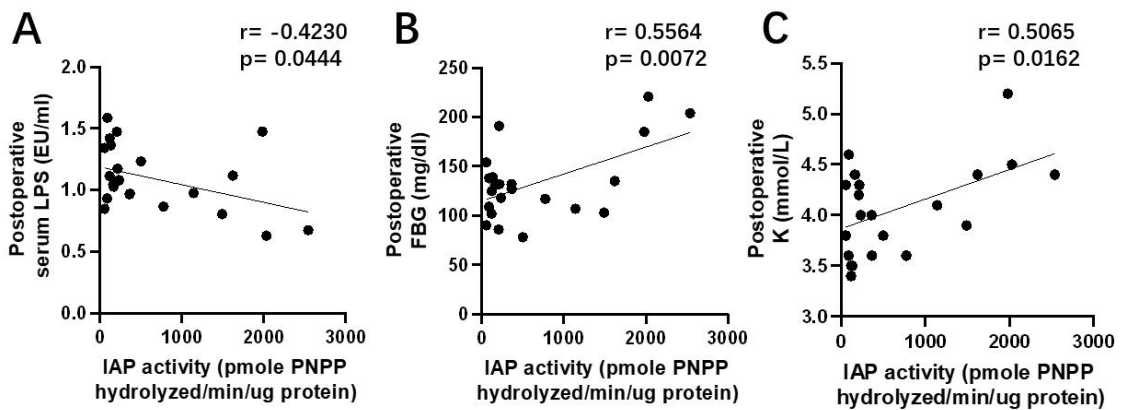 A
r= -0.4230
p= 0.0444
Postoperative
serum LPS (EU/ml)
2.0
1.5
1.0
0.5
0.0
0
1000
2000
3000
IAP activity (pmole PNPP
hydrolyzed/min/ug protein)
B
r= 0.5564
p= 0.0072
Postoperative
FBG (mg/dl)
250
200
150
100
50
0
0
1000
2000
3000
IAP activity (pmole PNPP
hydrolyzed/min/ug protein)
C
r= 0.5065
p= 0.0162
Postoperative
K (mmol/L)
5.5
5.0
4.5
4.0
3.5
3.0
0
1000
2000
3000
IAP activity (pmole PNPP
hydrolyzed/min/ug protein)